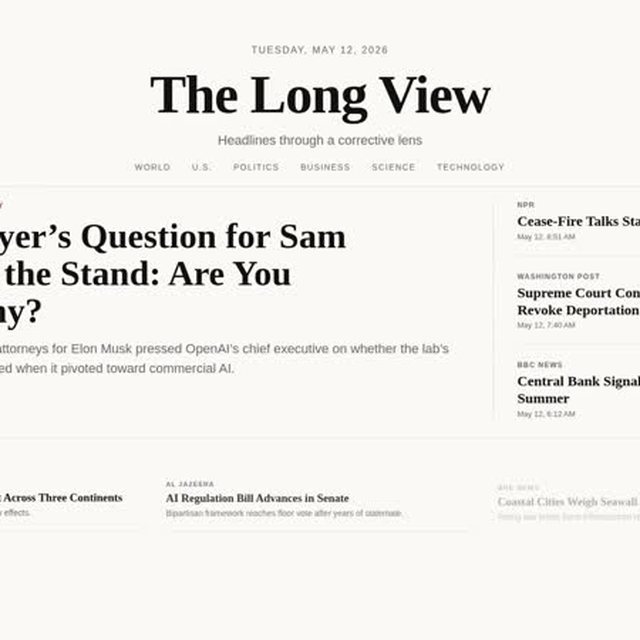 TUESDAY, MAY 12, 2026
The Long View
Headlines through a corrective lens
WORLD U.S. POLITICS BUSINESS SCIENCE TECHNOLOGY
yer’s Question for Sam
the Stand: Are You
y?
attorneys for Elon Musk pressed OpenAI’s chief executive on whether the lab’s
ed when it pivoted toward commercial AI.
NPR
Cease-Fire Talks Sta
May 12, 8:51 AM
WASHINGTON POST
Supreme Court Con
Revoke Deportation
May 12, 7:40 AM
BBC NEWS
Central Bank Signal
Summer
May 12, 6:12 AM
Across Three Continents
effects.
AL JAZEERA
AI Regulation Bill Advances in Senate
Bipartisan framework reaches floor vote after years of stalemate.
NEWS
Coastal Cities Weigh Seawall